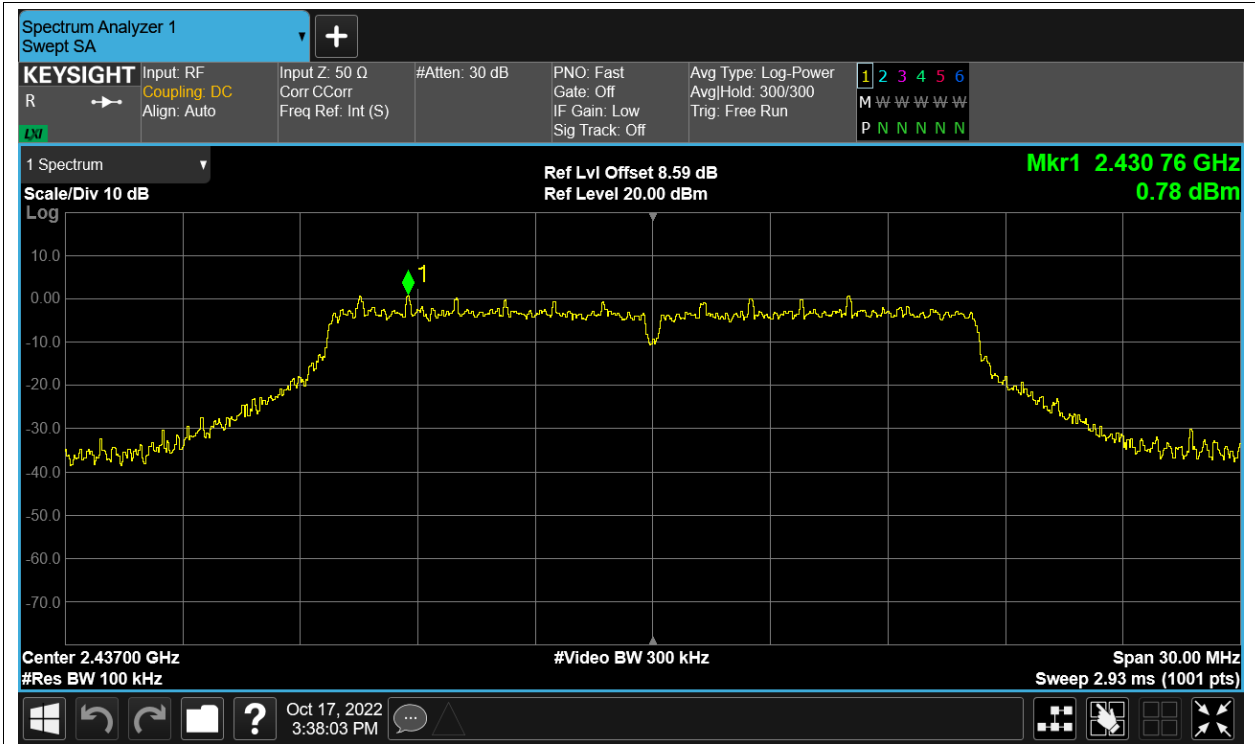 Spectrum Analyzer 1
Swept SA
+
KEYSIGHT
R
LXI
Input: RF
Coupling: DC
Align: Auto
Input Z: 50 Ω
Corr CCorr
Freq Ref: Int (S)
#Atten: 30 dB
PNO: Fast
Gate: Off
IF Gain: Low
Sig Track: Off
Avg Type: Log-Power
Avg|Hold: 300/300
Trig: Free Run
1 2 3 4 5 6
M W W W W W
P N N N N N
1 Spectrum
Scale/Div 10 dB
Log
Ref Lvl Offset 8.59 dB
Ref Level 20.00 dBm
Mkr1 2.430 76 GHz
0.78 dBm
10.0
1
0.00
-10.0
-20.0
-30.0
-40.0
-50.0
-60.0
-70.0
Center 2.43700 GHz
#Video BW 300 kHz
Span 30.00 MHz
#Res BW 100 kHz
Sweep 2.93 ms (1001 pts)
?
Oct 17, 2022
3:38:03 PM